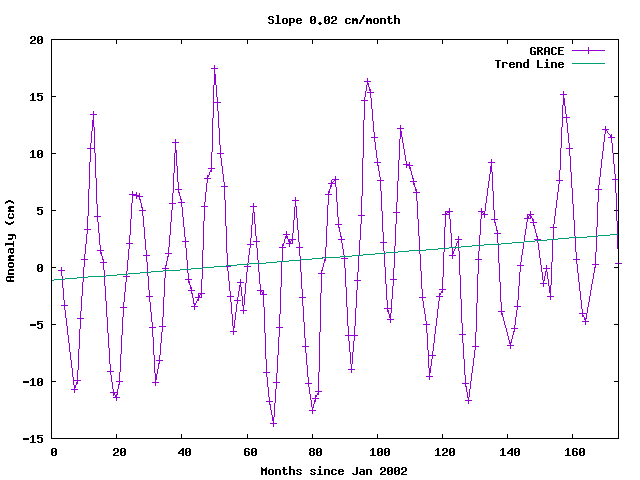 Slope 0.02 cm/month
GRACE
Trend Line
20
15
10
5
0
-5
-10
-15
Anomaly (cm)
0 20 40 60 80 100 120 140 160
Months since Jan 2002